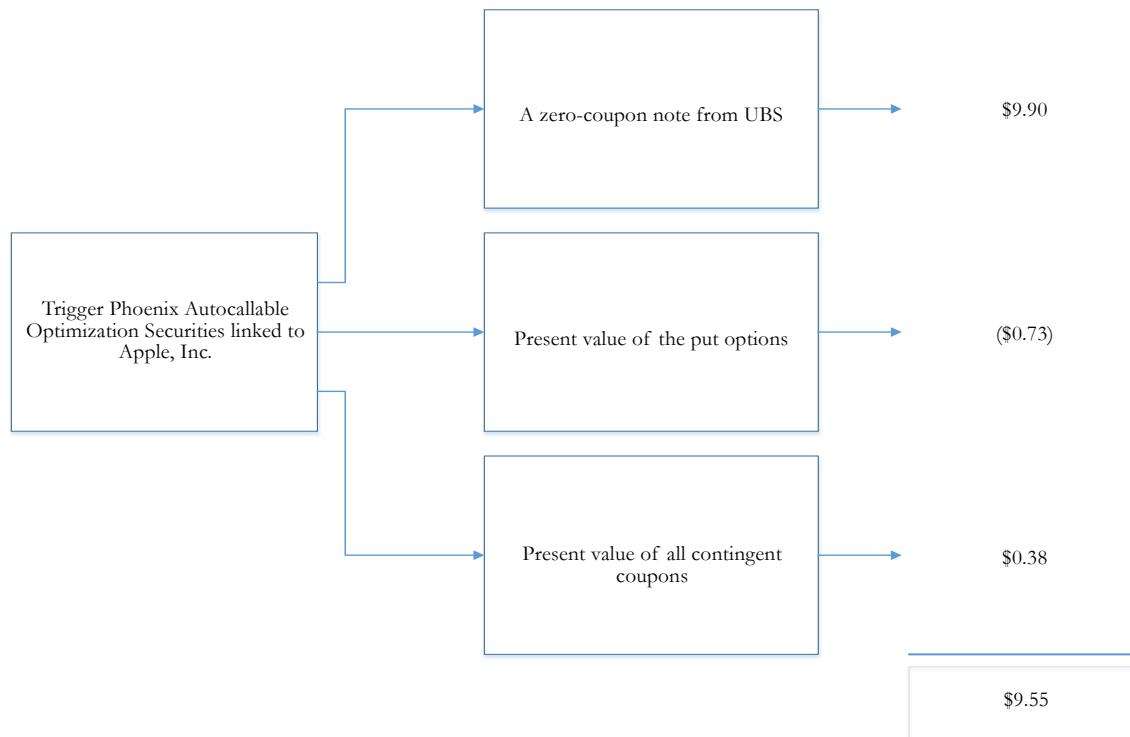 A zero-coupon note from UBS
$9.90
Trigger Phoenix Autocallable
Optimization Securities linked to
Apple, Inc.
Present value of the put options
($0.73)
Present value of all contingent
coupons
$0.38
$9.55